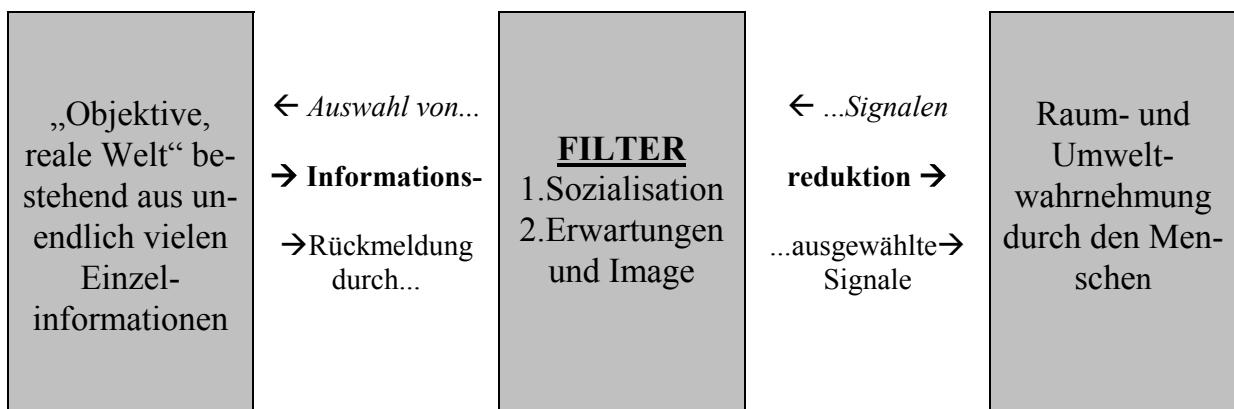 „Objektive,
reale Welt“ be-
stehend aus un-
endlich vielen
Einzel-
informationen
← Auswahl von...
→ Informations-
→Rückmeldung
durch...
FILTER
1.Sozialisation
2.Erwartungen
und Image
← ...Signalen
reduktion →
...ausgewählte→
Signale
Raum- und
Umwelt-
wahrnehmung
durch den Men-
schen